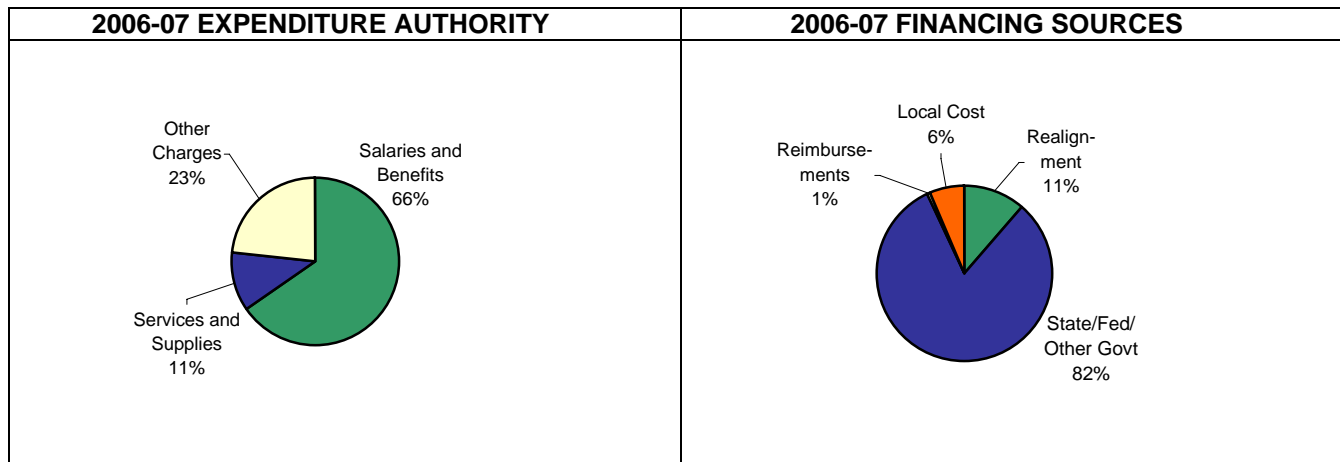 2006-07 EXPENDITURE AUTHORITY
2006-07 FINANCING SOURCES
Other
Charges
23%
Salaries and
Benefits
66%
Services and
Supplies
11%
Local Cost
6%
Reimburse-
ments
1%
Realign-
ment
11%
State/Fed/
Other Govt
82%